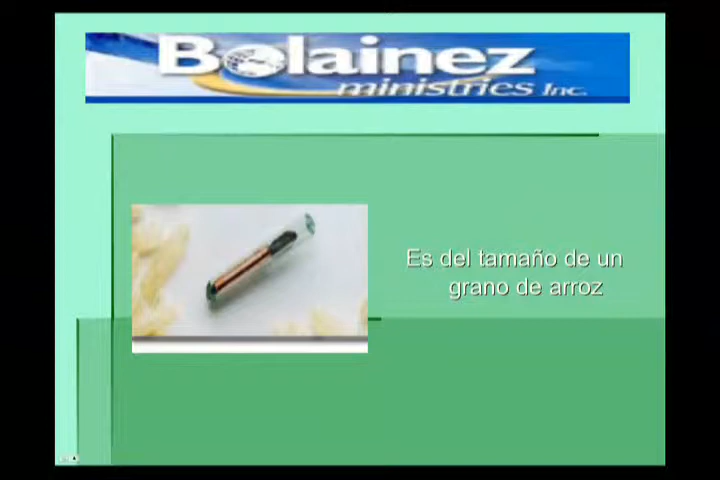 Bolainez
ministries Inc.
Es del tamaño de un
grano de arroz